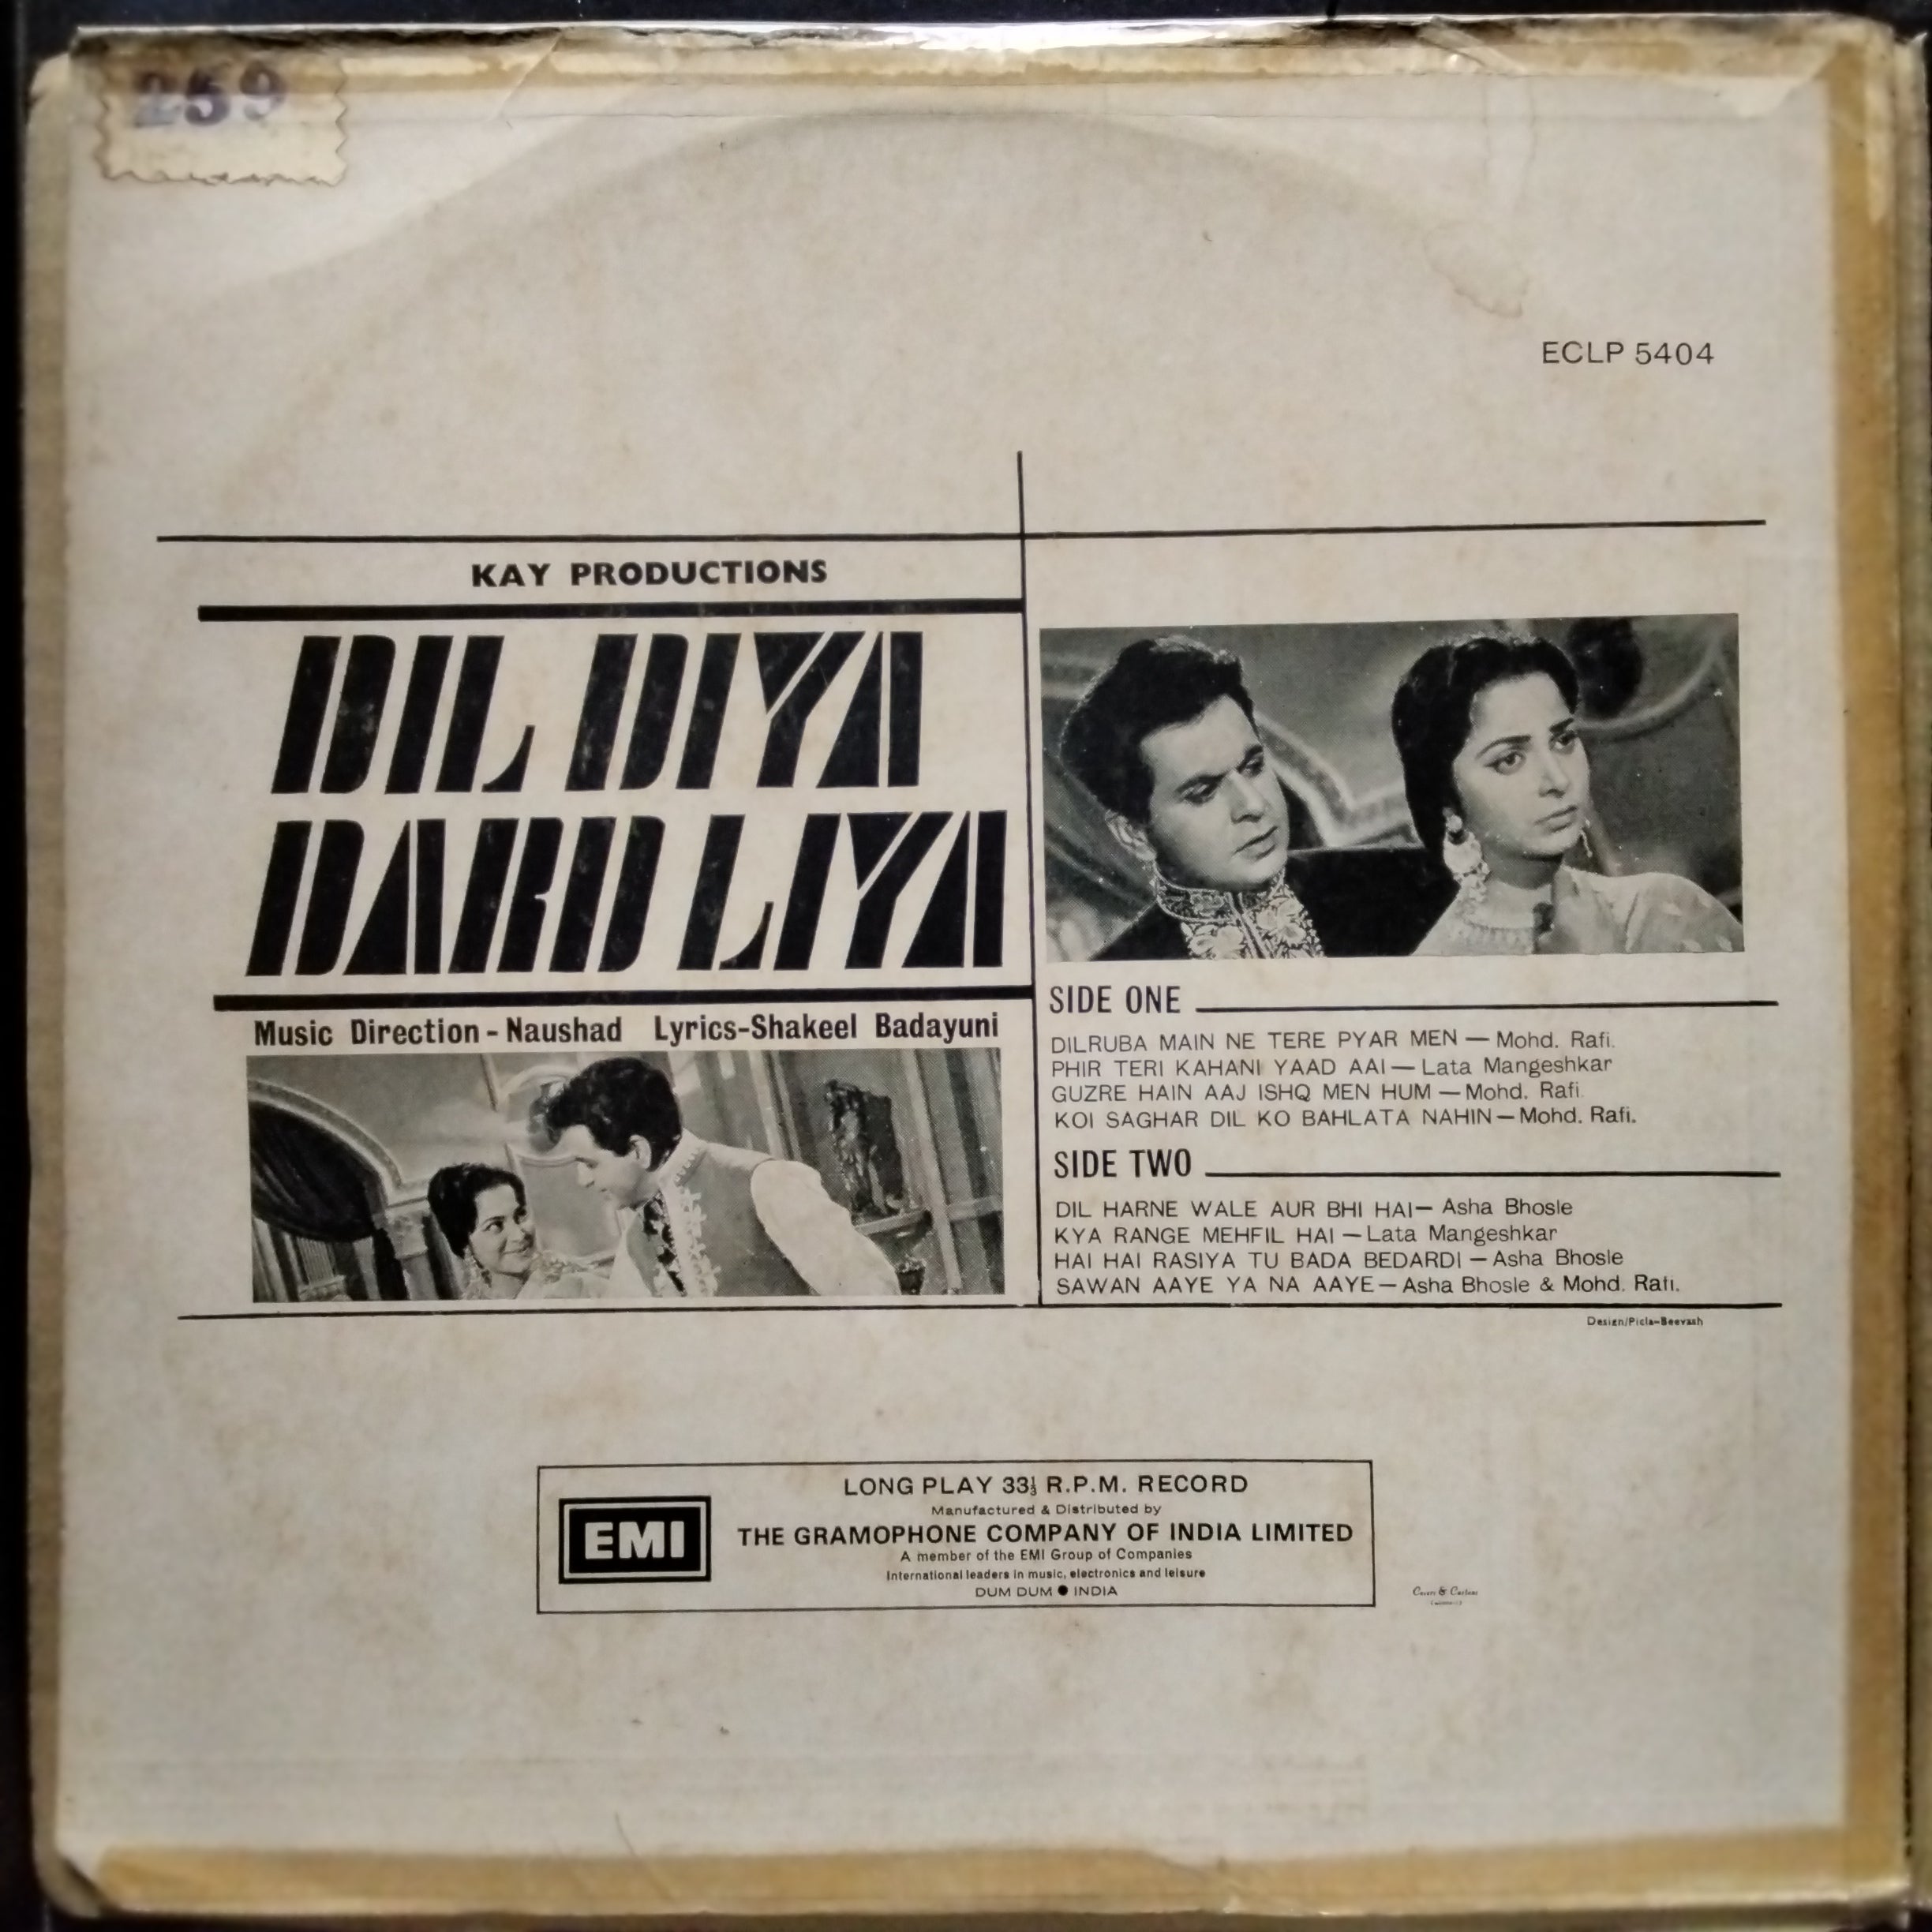 259
ECLP 5404
KAY PRODUCTIONS
DIL DIYA
DARD LIYA
Music Direction - Naushad Lyrics-Shakeel Badayuni
SIDE ONE
DILRUBA MAIN NE TERE PYAR MEN — Mohd. Rafi.
PHIR TERI KAHANI YAAD AAI — Lata Mangeshkar
GUZRE HAIN AAJ ISHQ MEN HUM — Mohd. Rafi
KOI SAGHAR DIL KO BAHLATA NAHIN — Mohd. Rafi.
SIDE TWO
DIL HARNE WALE AUR BHI HAI — Asha Bhosle
KYA RANGE MEHFIL HAI — Lata Mangeshkar
HAI HAI RASIYA TU BADA BEDARDI — Asha Bhosle
SAWAN AAYE YA NA AAYE — Asha Bhosle & Mohd. Rafi.
Design/Picla-Beevash
EMI
LONG PLAY 33⅓ R.P.M. RECORD
Manufactured & Distributed by
THE GRAMOPHONE COMPANY OF INDIA LIMITED
A member of the EMI Group of Companies
International leaders in music, electronics and leisure
DUM DUM ● INDIA